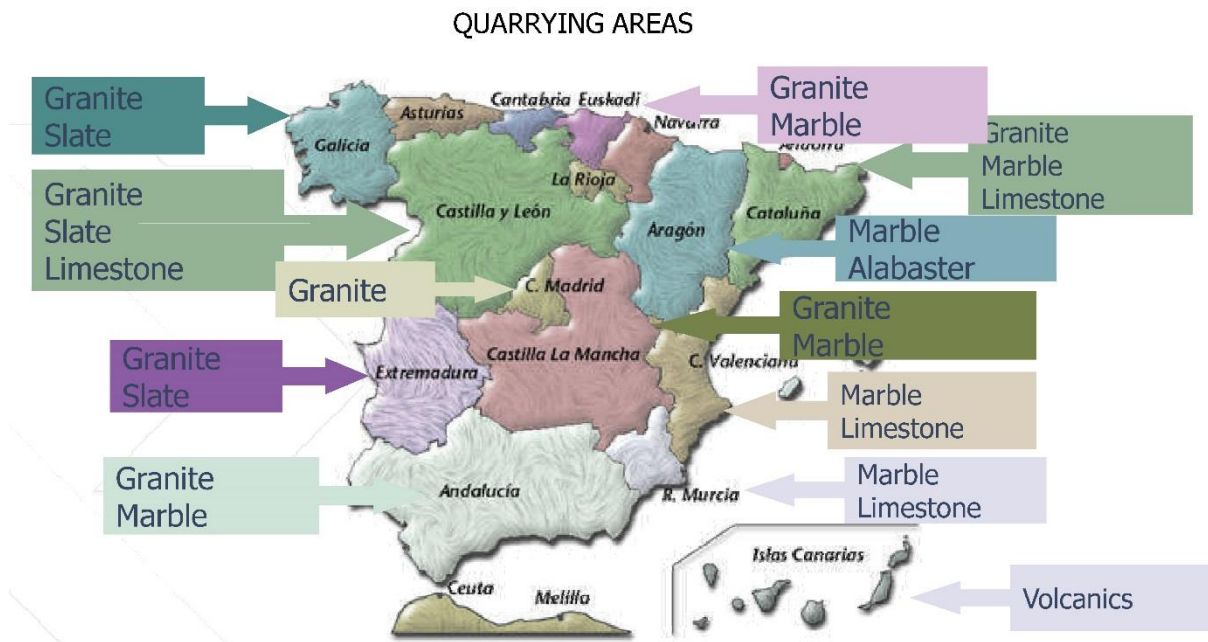 QUARRYING AREAS
Granite
Slate
Granite
Marble
Cantabria
Euskadi
Asturias
Navarra
Galicia
Granite
Marble
Limestone
La Rioja
Granite
Slate
Limestone
Castilla y León
Cataluña
Aragón
Marble
Alabaster
Granite
C. Madrid
Granite
Marble
Castilla La Mancha
C. Valenciana
Granite
Slate
Extremadura
Marble
Limestone
Granite
Marble
Andalucía
R. Murcia
Marble
Limestone
Islas Canarias
Ceuta
Melilla
Volcanics